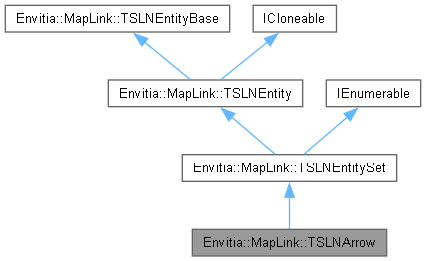 Envitia::MapLink::TSLNEntityBase
ICloneable
Envitia::MapLink::TSLNEntity
IEnumerable
Envitia::MapLink::TSLNEntitySet
Envitia::MapLink::TSLNArrow